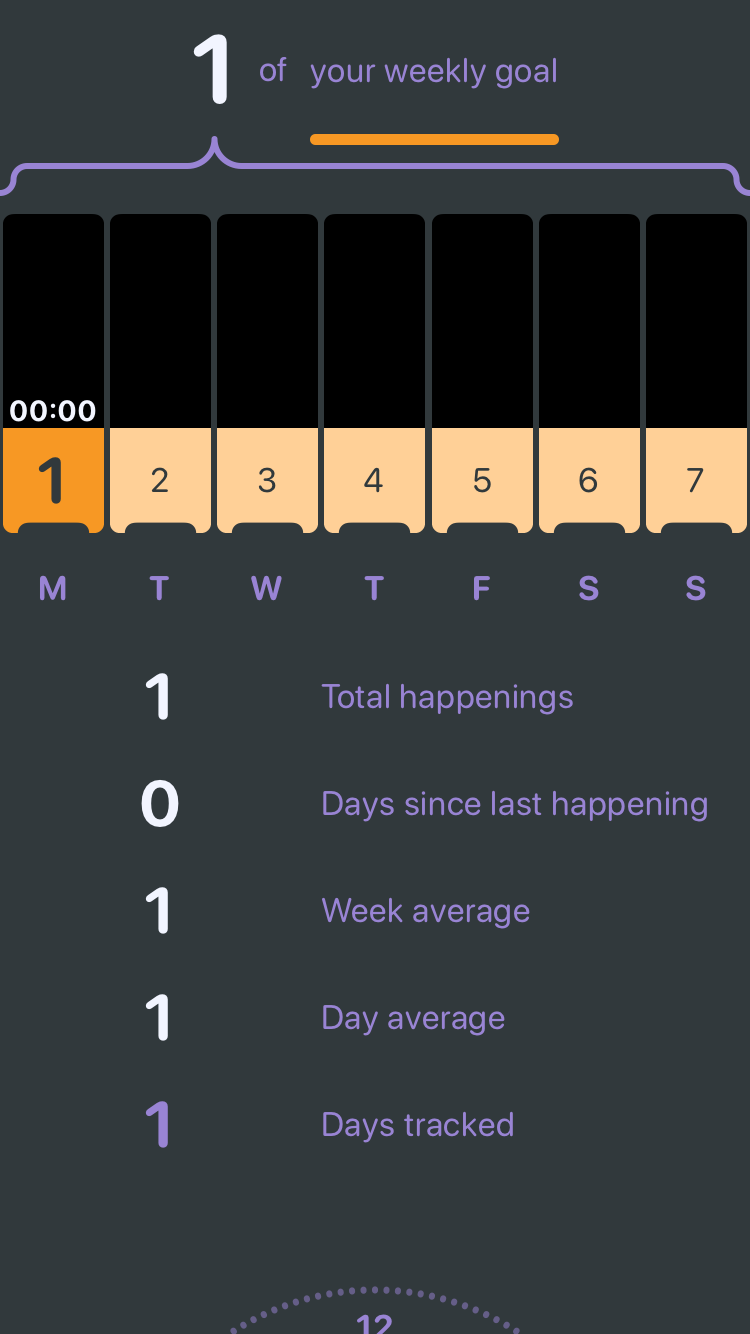 1 of your weekly goal
00:00
1 2 3 4 5 6 7
M T W T F S S
1 Total happenings
0 Days since last happening
1 Week average
1 Day average
1 Days tracked
12